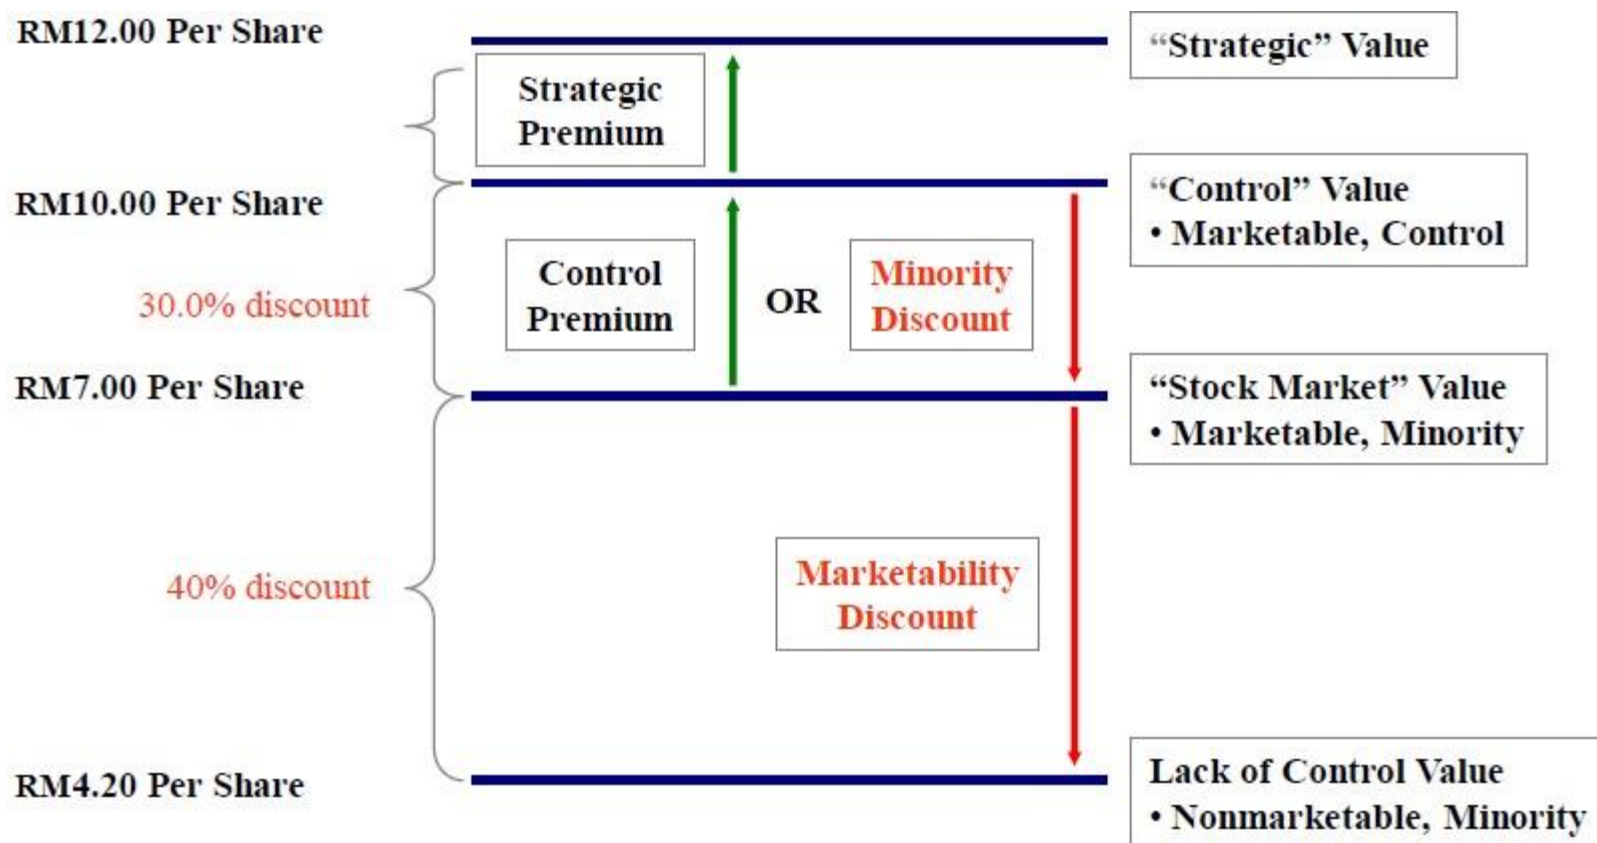 RM12.00 Per Share
“Strategic” Value
Strategic
Premium
RM10.00 Per Share
“Control” Value
• Marketable, Control
30.0% discount
Control
Premium
OR
Minority
Discount
RM7.00 Per Share
“Stock Market” Value
• Marketable, Minority
40% discount
Marketability
Discount
RM4.20 Per Share
Lack of Control Value
• Nonmarketable, Minority